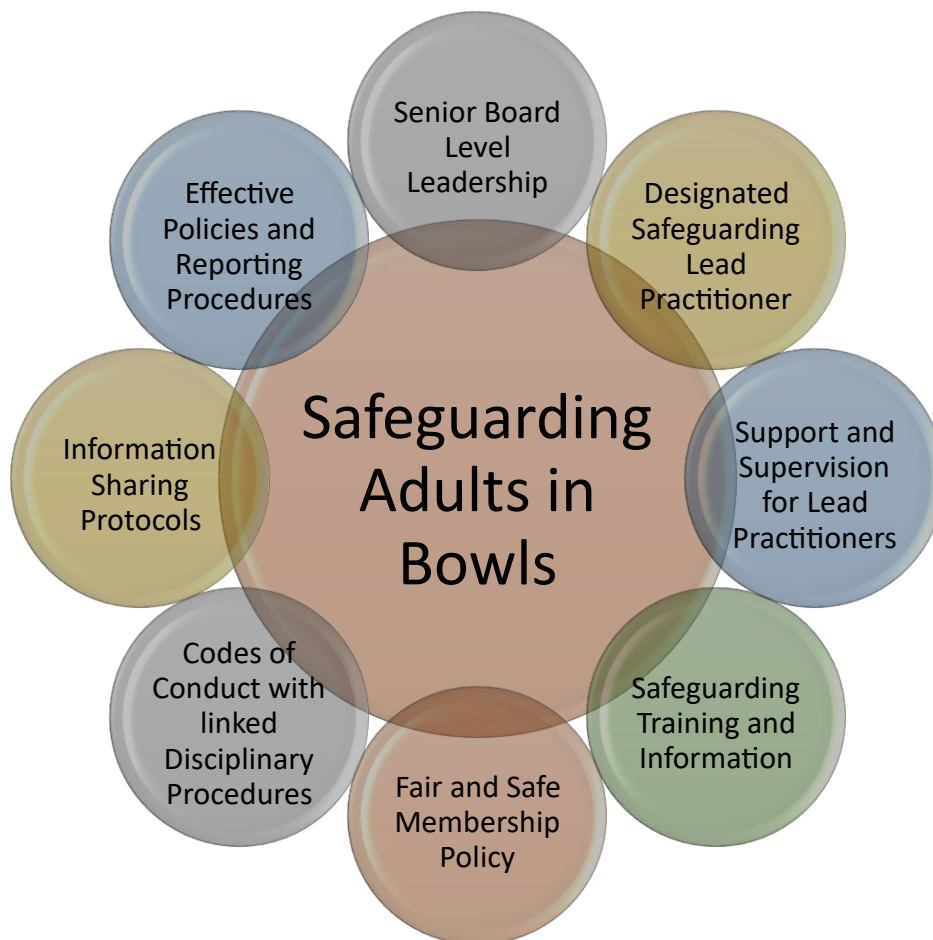 Senior Board
Level
Leadership
Designated
Safeguarding
Lead
Practitioner
Support and
Supervision
for Lead
Practitioners
Safeguarding
Training and
Information
Fair and Safe
Membership
Policy
Codes of
Conduct with
linked
Disciplinary
Procedures
Information
Sharing
Protocols
Effective
Policies and
Reporting
Procedures
Safeguarding
Adults in
Bowls